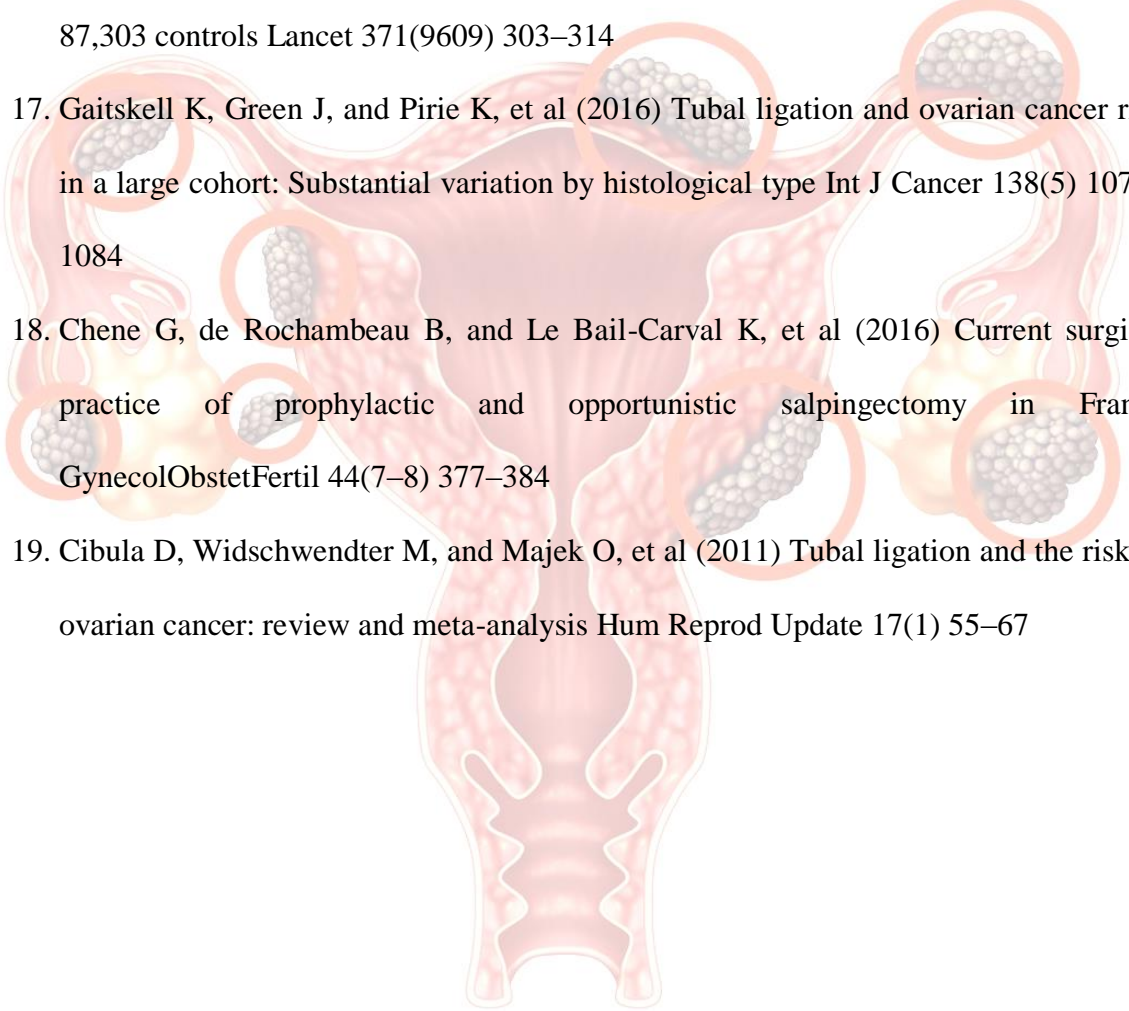 87,303 controls Lancet 371(9609) 303–314
17. Gaitskell K, Green J, and Pirie K, et al (2016) Tubal ligation and ovarian cancer
in a large cohort: Substantial variation by histological type Int J Cancer 138(5)
1084
18. Chene G, de Rochambeau B, and Le Bail-Carval K, et al (2016) Current
practice of prophylactic and opportunistic salpingectomy in
GynecolObstetFertil 44(7–8) 377–384
19. Cibula D, Widschwendter M, and Majek O, et al (2011) Tubal ligation and the risk
ovarian cancer: review and meta-analysis Hum Reprod Update 17(1) 55–67